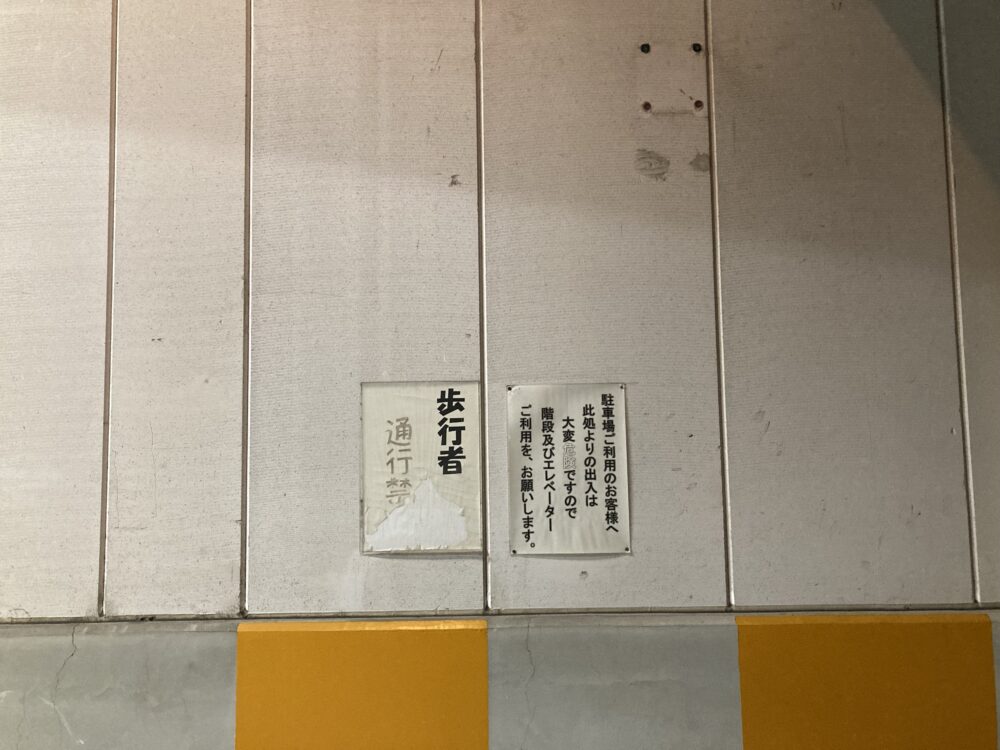 駐車場ご利用のお客様へ
此処よりの出入は
大変危険ですので
階段及びエレベーター
ご利用を、お願いします。
歩行者
通行禁